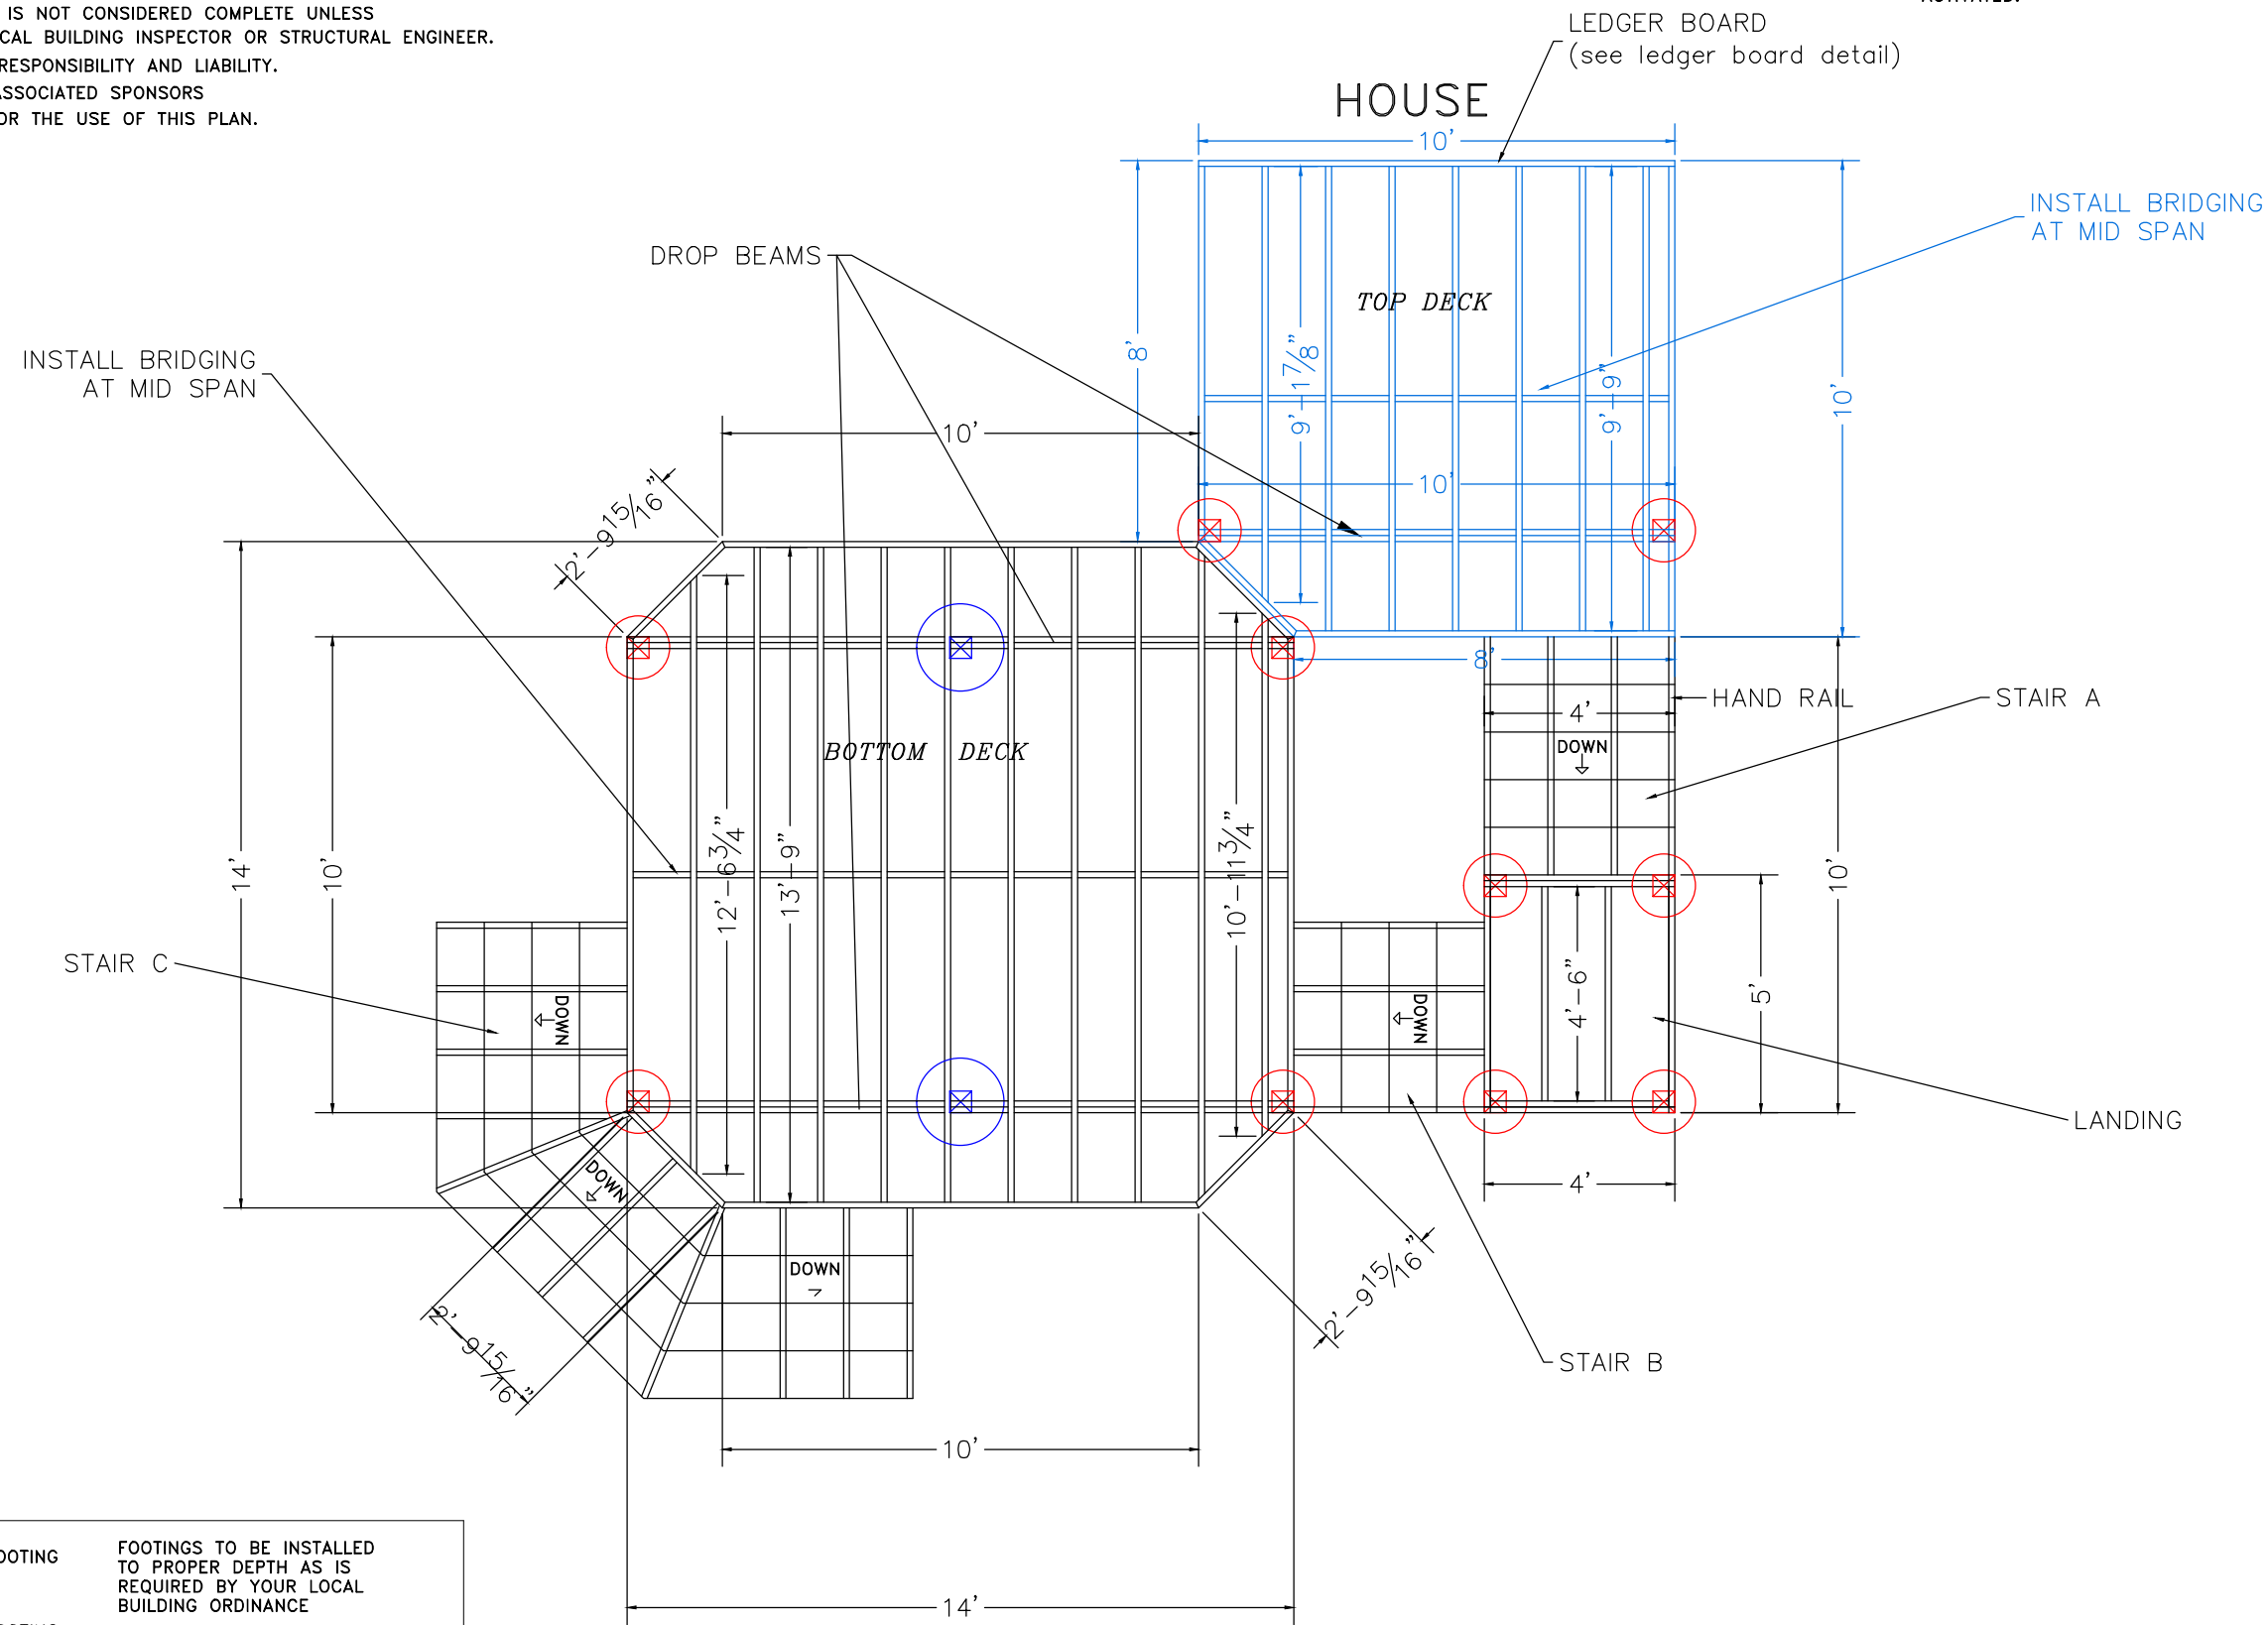 IS NOT CONSIDERED COMPLETE UNLESS
CAL BUILDING INSPECTOR OR STRUCTURAL ENGINEER.
RESPONSIBILITY AND LIABILITY.
ASSOCIATED SPONSORS
OR THE USE OF THIS PLAN.
LEDGER BOARD
(see ledger board detail)
HOUSE
10'
INSTALL BRIDGING
AT MID SPAN
DROP BEAMS
TOP DECK
8'
9'-1 7/8"
9'-9"
10'
INSTALL BRIDGING
AT MID SPAN
10'
10'
2'-9 15/16"
8'
HAND RAIL
STAIR A
4'
DOWN
BOTTOM DECK
14'
10'
12'-6 3/4"
13'-9"
10'-11 3/4"
10'
STAIR C
DOWN
DOWN
4'-6"
5'
LANDING
DOWN
4'
DOWN
2'-9 15/16"
2'-9 15/16"
STAIR B
10'
14'
OOTING
FOOTINGS TO BE INSTALLED
TO PROPER DEPTH AS IS
REQUIRED BY YOUR LOCAL
BUILDING ORDINANCE